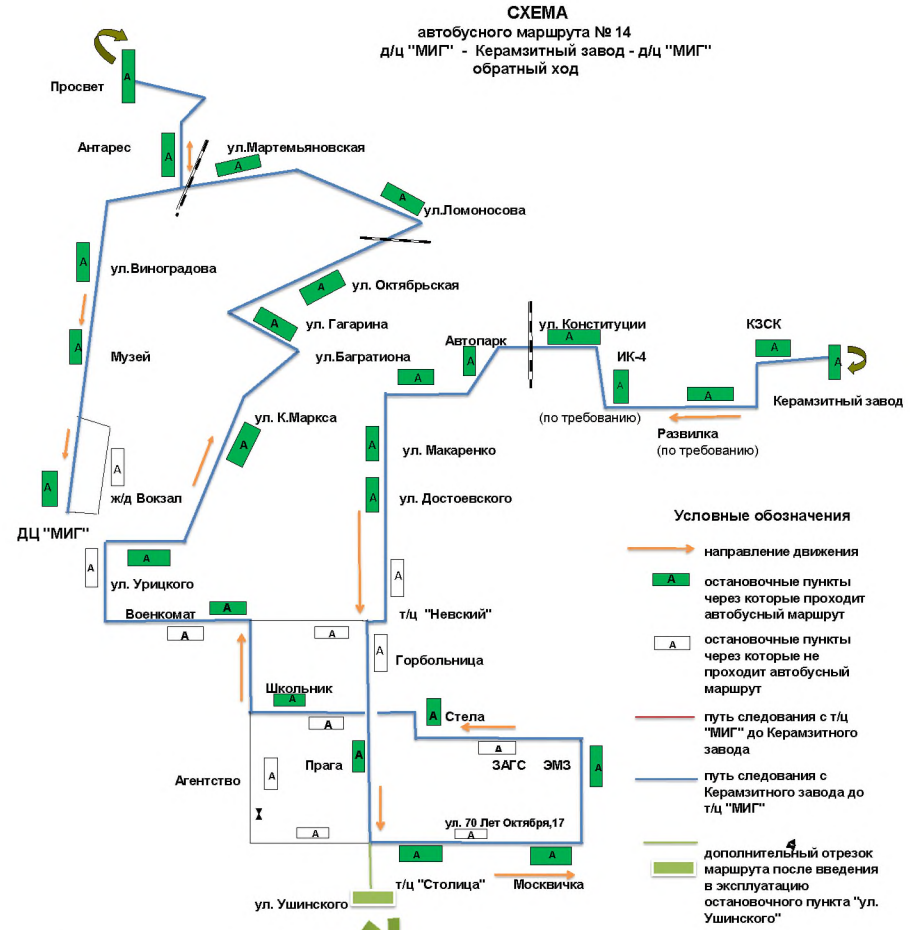 СХЕМА
автобусного маршрута № 14
д/ц "МИГ" - Керамзитный завод - д/ц "МИГ"
обратный ход
Просвет
Антарес
ул.Мартемьяновская
ул.Ломоносова
ул.Виноградова
ул. Октябрьская
ул. Гагарина
Музей
ул.Багратиона
Автопарк
ул. Конституции
КЗСК
ИК-4
Керамзитный завод
(по требованию)
Развилка
(по требованию)
ул. К.Маркса
ул. Макаренко
ж/д Вокзал
ул. Достоевского
ДЦ "МИГ"
ул. Урицкого
Военкомат
т/ц "Невский"
Горбольница
Школьник
Стела
Агентство
Прага
ЗАГС
ЭМЗ
ул. 70 Лет Октября,17
т/ц "Столица"
Москвичка
ул. Ушинского
Условные обозначения
направление движения
А
остановочные пункты
через которые проходит
автобусный маршрут
А
остановочные пункты
через которые не
проходит автобусный
маршрут
путь следования с т/ц
"МИГ" до Керамзитного
завода
путь следования с
Керамзитного завода до
т/ц "МИГ"
дополнительный отрезок
маршрута после введения
в эксплуатацию
остановочного пункта "ул.
Ушинского"